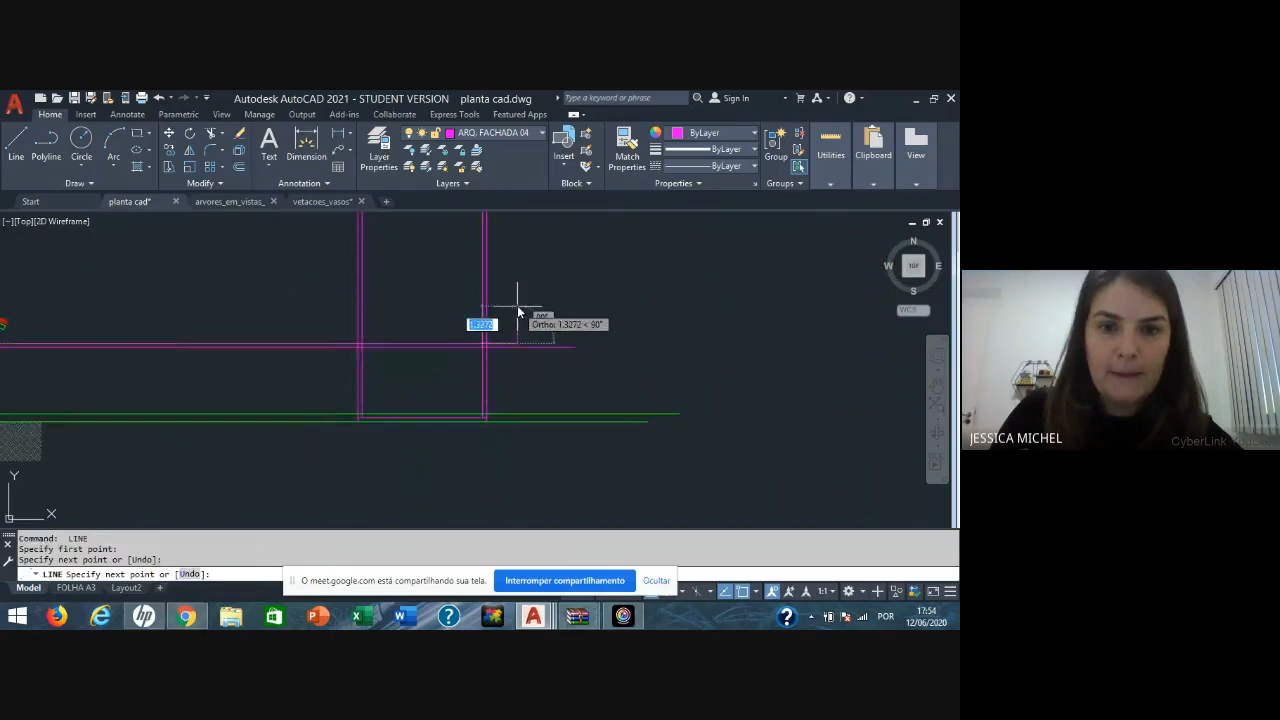 Autodesk AutoCAD 2021 - STUDENT VERSION planta cad.dwg
Type a keyword or phrase
Sign In
Home Insert Annotate Parametric View Manage Output Add-ins Collaborate Express Tools Featured Apps
Line Polyline Circle Arc Text Dimension Layer Properties ARQ. FACHADA 04 Insert Match Properties ByLayer Group Utilities Clipboard View
ByLayer
ByLayer
Draw Modify Annotation Layers Block Properties Groups
Start planta cad* arvores_em_vistas_ vetacoes_vasos*
[−][Top][2D Wireframe]
N
W TOP E
S
WCS
1.3272 Ortho: 1.3272 < 90°
JESSICA MICHEL
Y
X
Command: LINE
Specify first point:
Specify next point or [Undo]:
LINE Specify next point or [Undo]:
O meet.google.com está compartilhando sua tela. Interromper compartilhamento Ocultar
Model FOLHA A3 Layout2 + 1:1
POR 17:54
12/06/2020